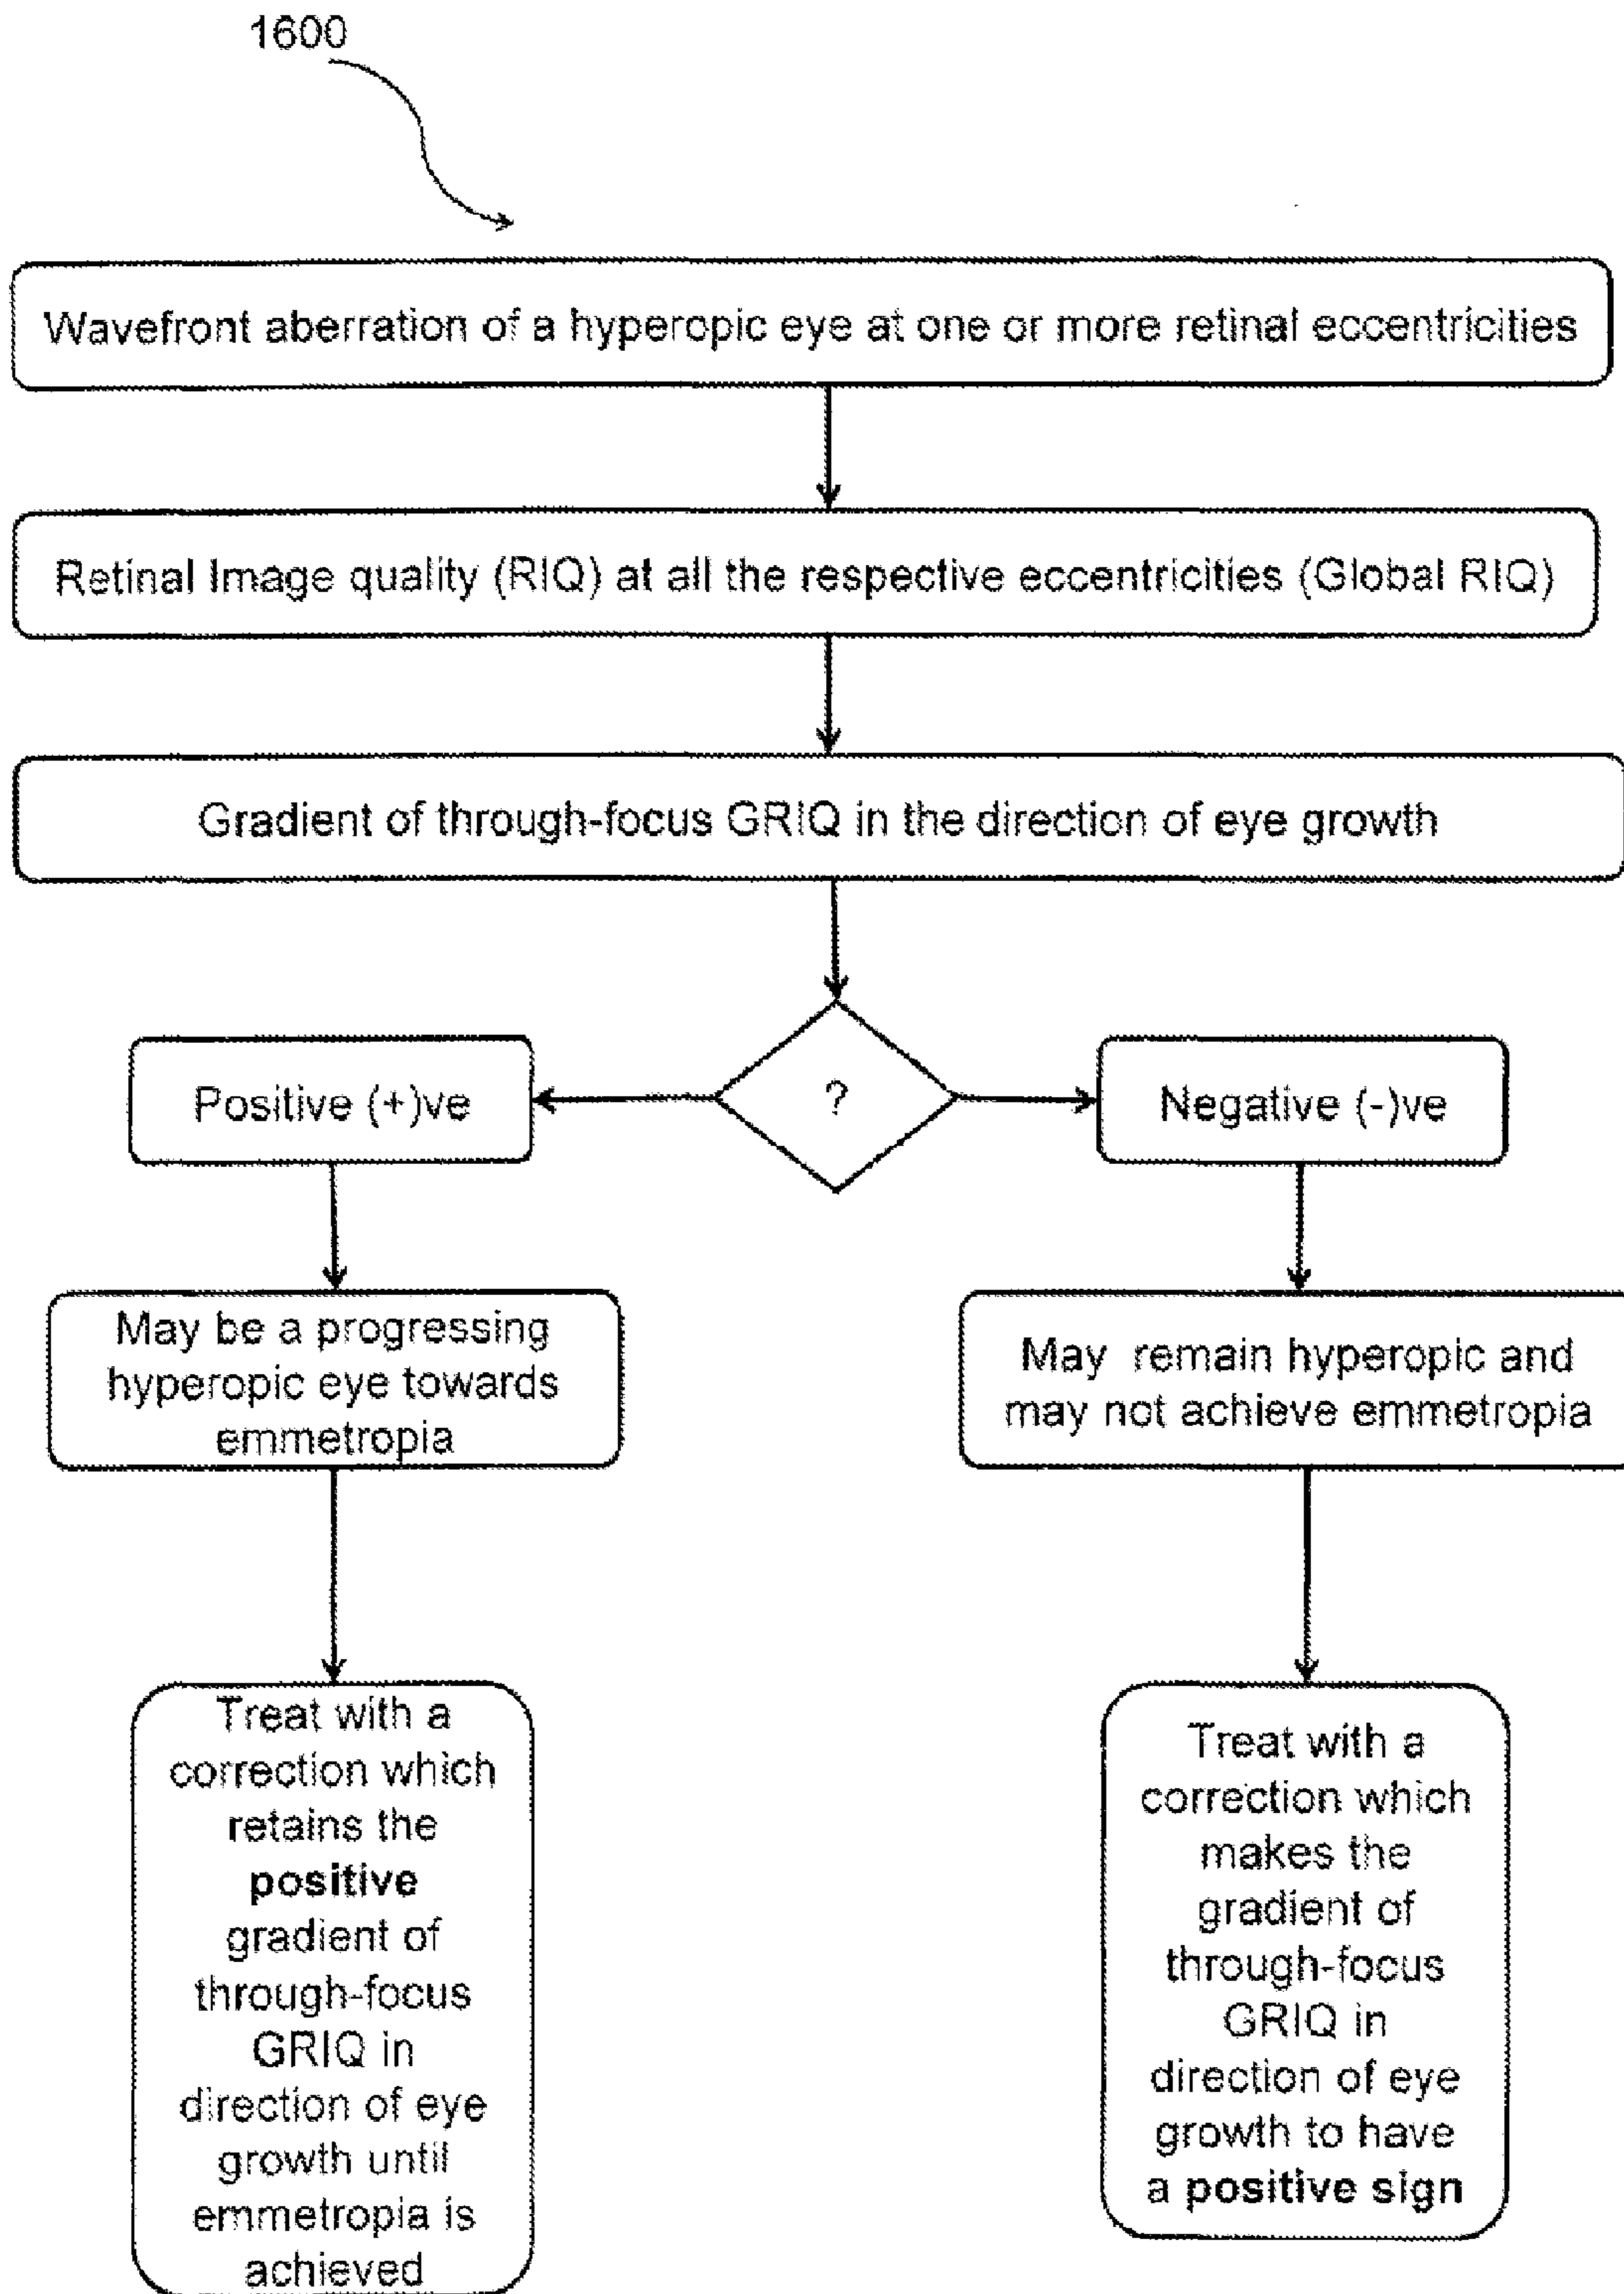 1600
Wavefront aberration of a hyperopic eye at one or more retinal eccentricities
Retinal Image quality (RIQ) at all the respective eccentricities (Global RIQ)
Gradient of through-focus GRIQ in the direction of eye growth
Positive (+)ve
?
Negative (-)ve
May be a progressing
hyperopic eye towards
emmetropia
May remain hyperopic and
may not achieve emmetropia
Treat with a
correction which
retains the
positive
gradient of
through-focus
GRIQ in
direction of eye
growth until
emmetropia is
achieved
Treat with a
correction which
makes the
gradient of
through-focus
GRIQ in
direction of eye
growth to have
a positive sign